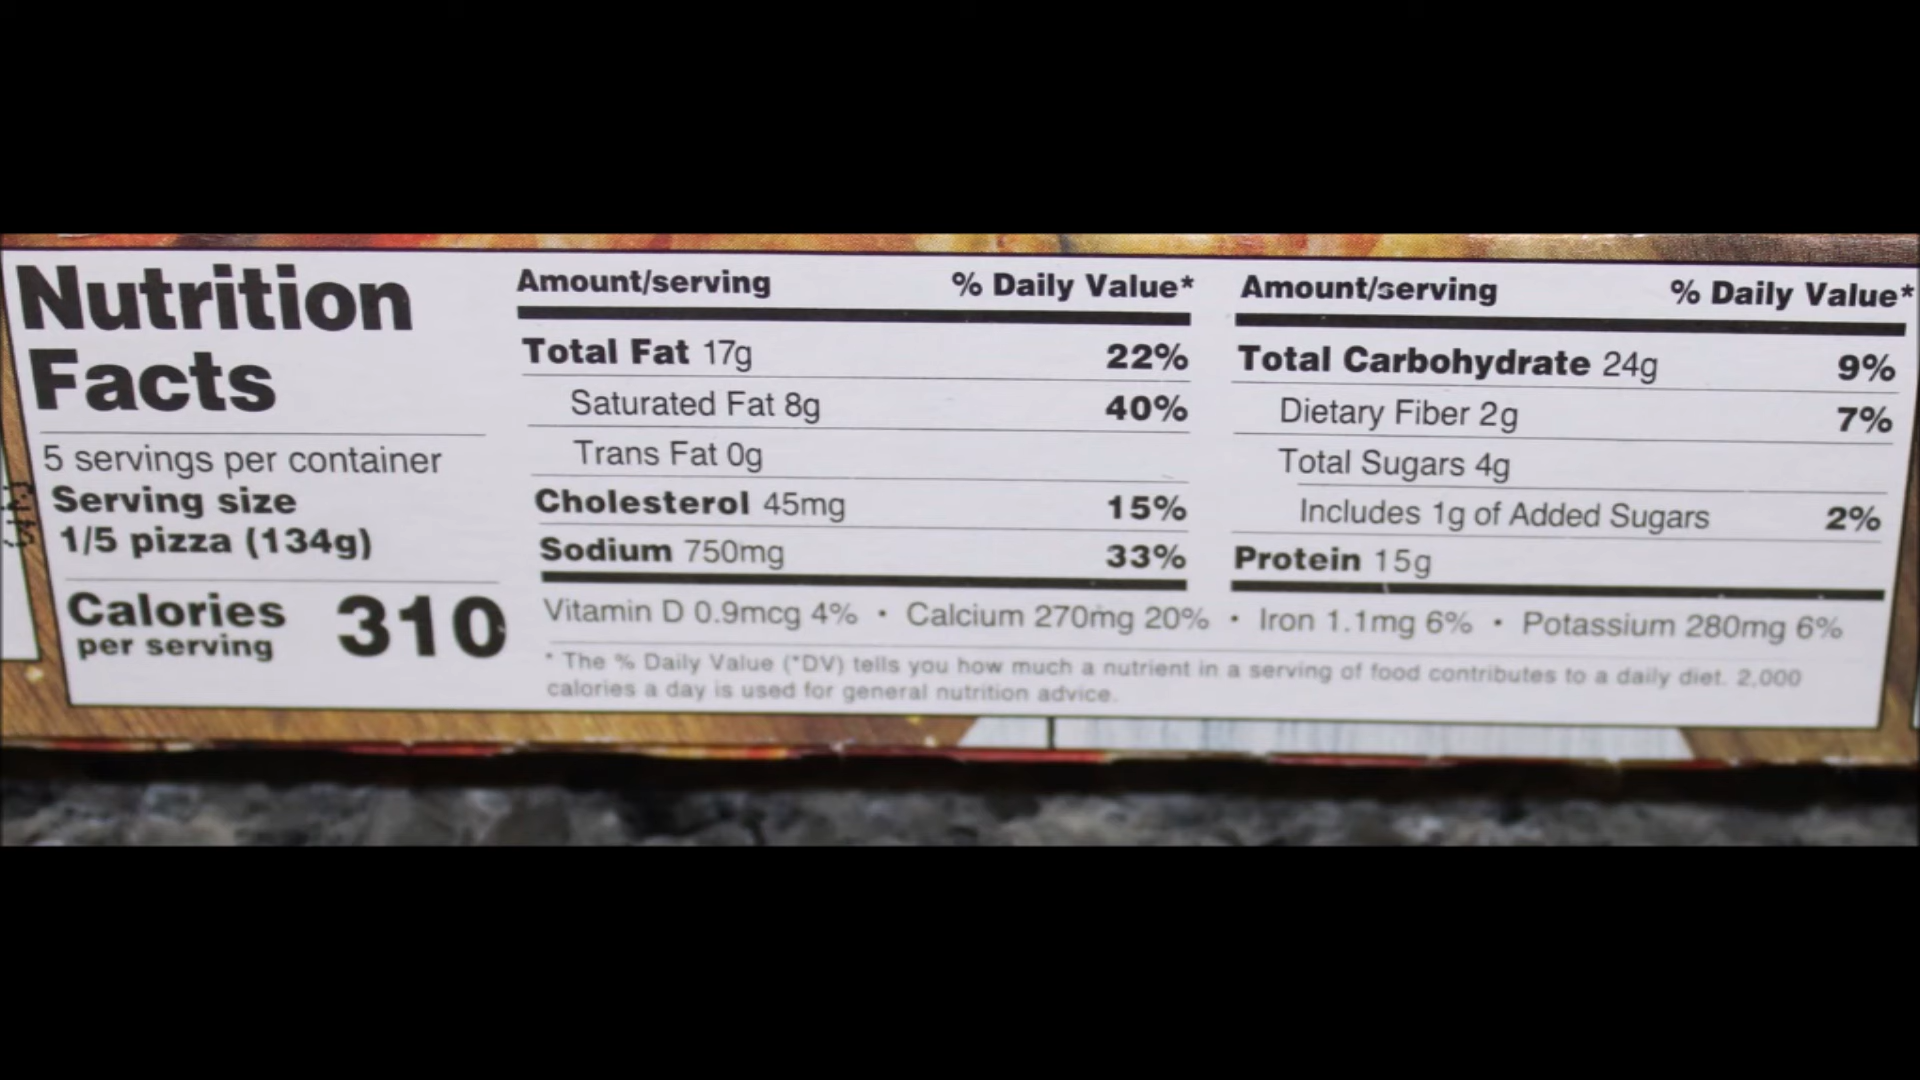 Nutrition
Facts
5 servings per container
Serving size
1/5 pizza (134g)
Calories
per serving
310
Amount/serving % Daily Value*
Total Fat 17g 22%
Saturated Fat 8g 40%
Trans Fat 0g
Cholesterol 45mg 15%
Sodium 750mg 33%
Amount/serving % Daily Value*
Total Carbohydrate 24g 9%
Dietary Fiber 2g 7%
Total Sugars 4g
Includes 1g of Added Sugars 2%
Protein 15g
Vitamin D 0.9mcg 4% • Calcium 270mg 20% • Iron 1.1mg 6% • Potassium 280mg 6%
* The % Daily Value (*DV) tells you how much a nutrient in a serving of food contributes to a daily diet. 2,000
calories a day is used for general nutrition advice.